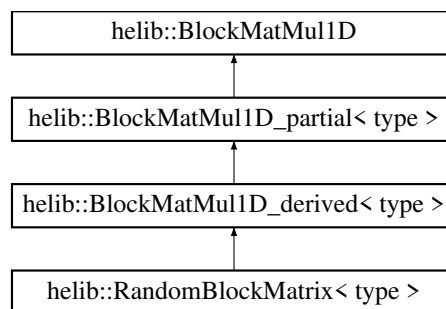 helib::BlockMatMul1D
helib::BlockMatMul1D_partial< type >
helib::BlockMatMul1D_derived< type >
helib::RandomBlockMatrix< type >